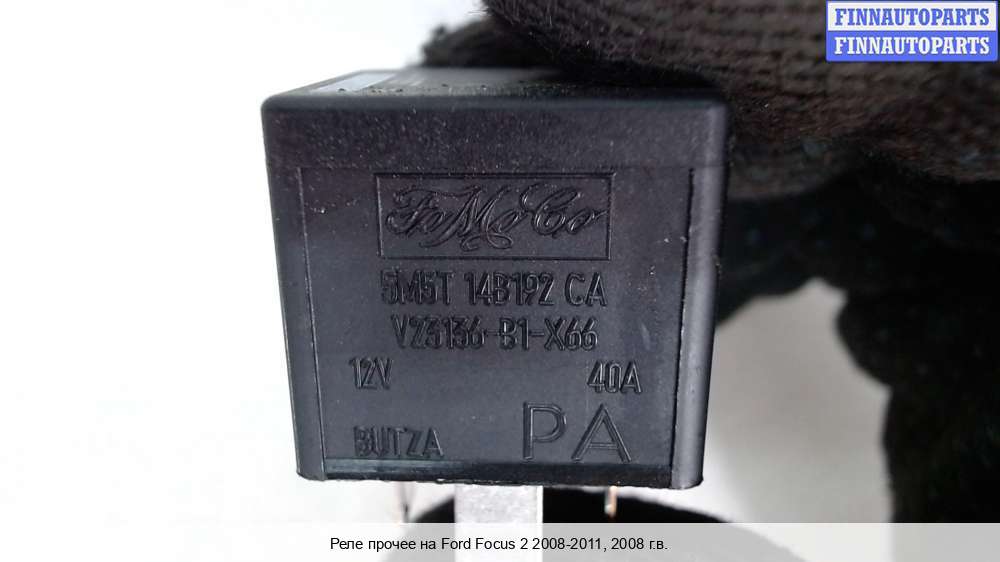 FINNAUTOPARTS
FINNAUTOPARTS
FoMoCo
5M5T 14B192 CA
V23136-B1-X66
12V 40A
BUTZA PA
Реле прочее на Ford Focus 2 2008-2011, 2008 г.в.